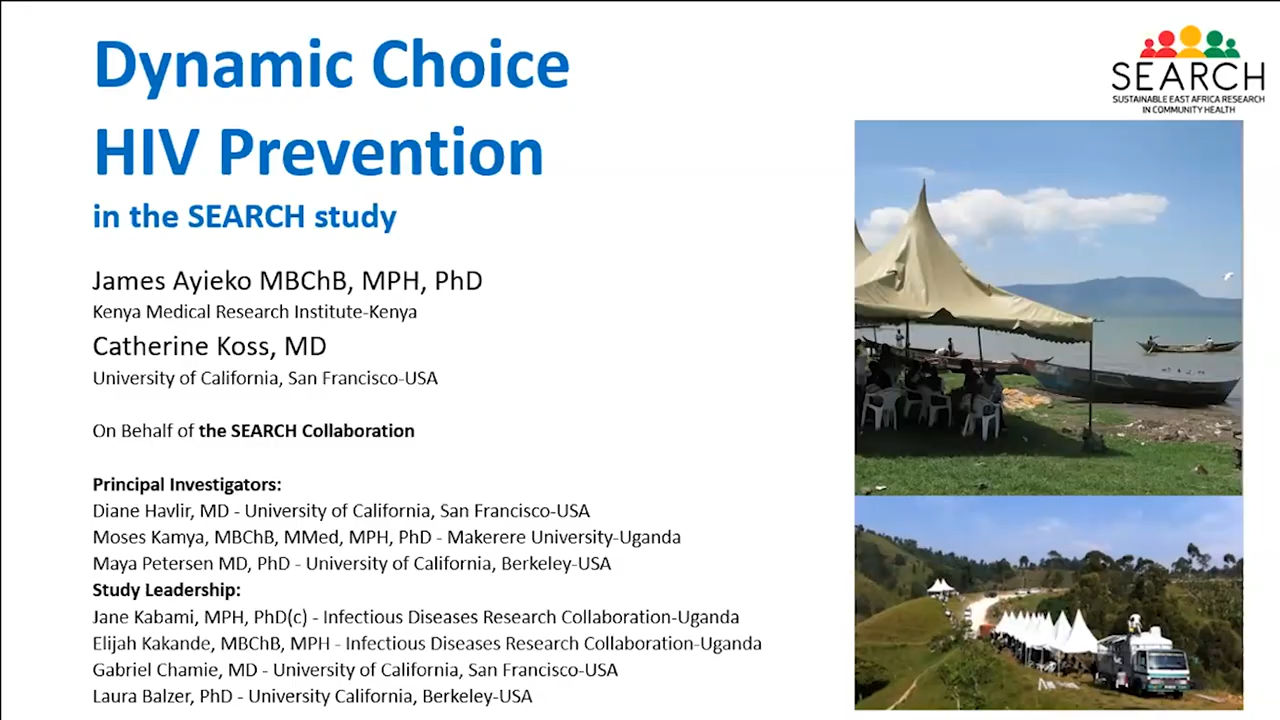 Dynamic Choice
HIV Prevention
in the SEARCH study
James Ayieko MBChB, MPH, PhD
Kenya Medical Research Institute-Kenya
Catherine Koss, MD
University of California, San Francisco-USA
On Behalf of the SEARCH Collaboration
Principal Investigators:
Diane Havlir, MD - University of California, San Francisco-USA
Moses Kamya, MBChB, MMed, MPH, PhD - Makerere University-Uganda
Maya Petersen MD, PhD - University of California, Berkeley-USA
Study Leadership:
Jane Kabami, MPH, PhD(c) - Infectious Diseases Research Collaboration-Uganda
Elijah Kakande, MBChB, MPH - Infectious Diseases Research Collaboration-Uganda
Gabriel Chamie, MD - University of California, San Francisco-USA
Laura Balzer, PhD - University California, Berkeley-USA
SEARCH
SUSTAINABLE EAST AFRICA RESEARCH
IN COMMUNITY HEALTH